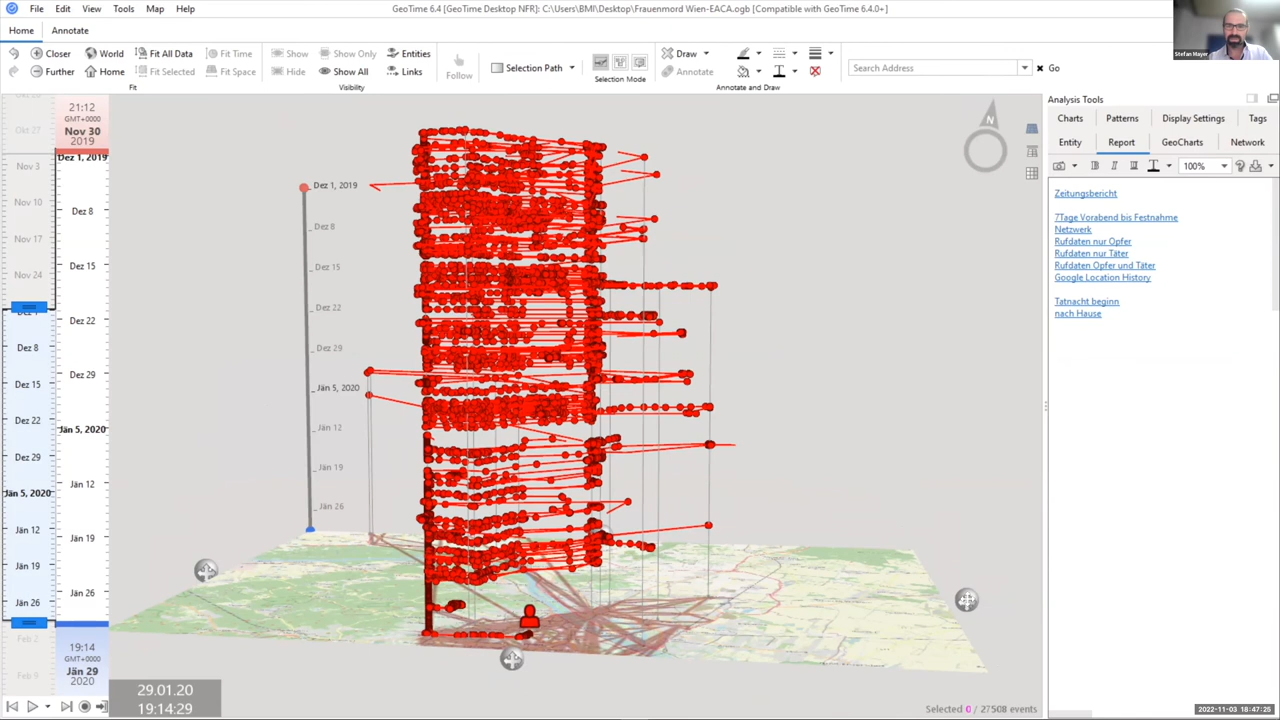 GeoTime 6.4 [GeoTime Desktop NFR]: C:\Users\BMI\Desktop\Frauenmord Wien-EACA.ogb [Compatible with GeoTime 6.4.0+]
File Edit View Tools Map Help
Home Annotate
Closer World Fit All Data Fit Time Show Show Only Entities
Further Home Fit Selected Fit Space Hide Show All Links
Follow Selection Path
Draw
Annotate
Search Address Go
Fit Visibility Selection Mode Annotate and Draw
Stefan Mayer
Analysis Tools
Charts Patterns Display Settings Tags
Entity Report GeoCharts Network
100%
Zeitungsbericht
7Tage Vorabend bis Festnahme
Netzwerk
Rufdaten nur Opfer
Rufdaten nur Täter
Rufdaten Opfer und Täter
Google Location History
Tatnacht beginn
nach Hause
21:12
GMT+0000
Nov 30
2019
Okt 27
Nov 3
Nov 10
Nov 17
Nov 24
Dez 8
Dez 15
Dez 22
Dez 29
Jän 5, 2020
Jän 12
Jän 19
Jän 26
Feb 2
Feb 9
Dez 1, 2019
Dez 8
Dez 15
Dez 22
Dez 29
Jän 5, 2020
Jän 12
Jän 19
Jän 26
19:14
GMT+0000
Jän 29
2020
Dez 1, 2019
Dez 8
Dez 15
Dez 22
Dez 29
Jän 5, 2020
Jän 12
Jän 19
Jän 26
N
29.01.20
19:14:29
Selected 0 / 27508 events
2022-11-03 18:47:25